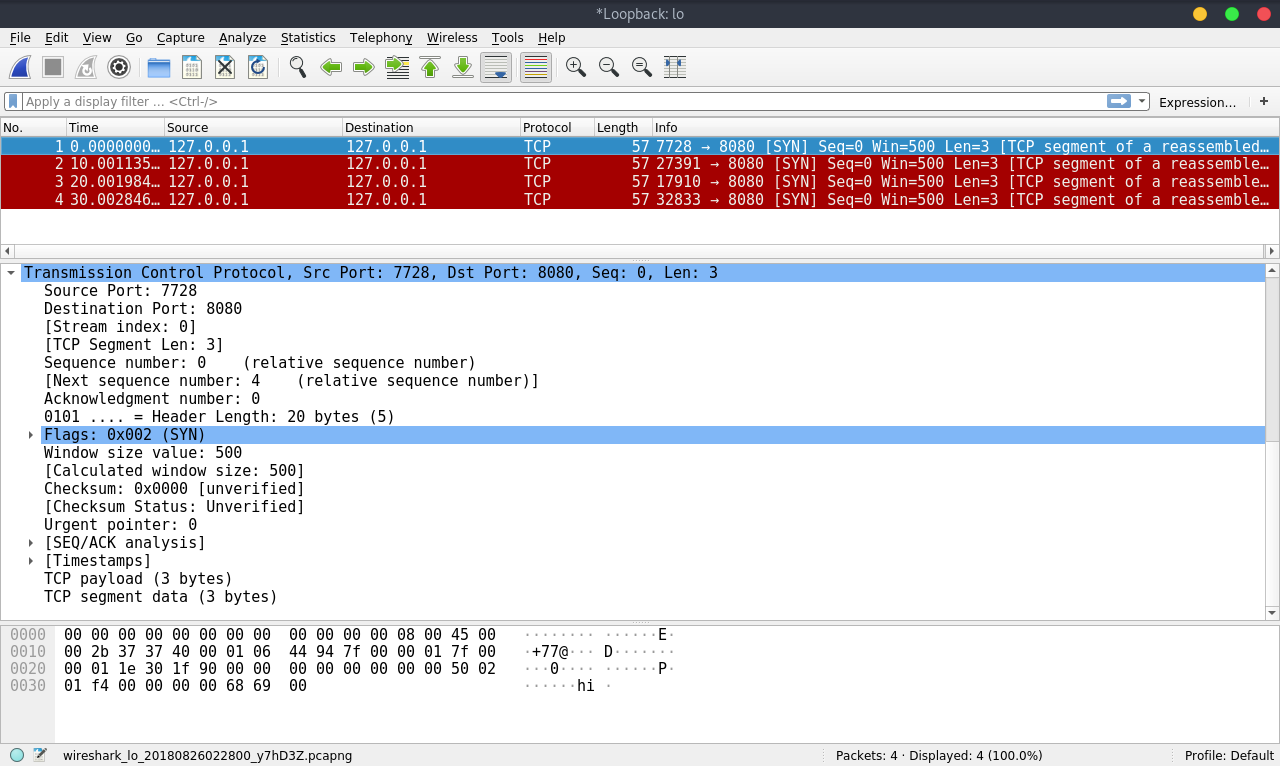 *Loopback: lo
File Edit View Go Capture Analyze Statistics Telephony Wireless Tools Help
Apply a display filter ... <Ctrl-/> Expression… +
No. Time Source Destination Protocol Length Info
1 0.0000000… 127.0.0.1 127.0.0.1 TCP 57 7728 → 8080 [SYN] Seq=0 Win=500 Len=3 [TCP segment of a reassembled…
2 10.001135… 127.0.0.1 127.0.0.1 TCP 57 27391 → 8080 [SYN] Seq=0 Win=500 Len=3 [TCP segment of a reassemble…
3 20.001984… 127.0.0.1 127.0.0.1 TCP 57 17910 → 8080 [SYN] Seq=0 Win=500 Len=3 [TCP segment of a reassemble…
4 30.002846… 127.0.0.1 127.0.0.1 TCP 57 32833 → 8080 [SYN] Seq=0 Win=500 Len=3 [TCP segment of a reassemble…
Transmission Control Protocol, Src Port: 7728, Dst Port: 8080, Seq: 0, Len: 3
Source Port: 7728
Destination Port: 8080
[Stream index: 0]
[TCP Segment Len: 3]
Sequence number: 0    (relative sequence number)
[Next sequence number: 4    (relative sequence number)]
Acknowledgment number: 0
0101 .... = Header Length: 20 bytes (5)
Flags: 0x002 (SYN)
Window size value: 500
[Calculated window size: 500]
Checksum: 0x0000 [unverified]
[Checksum Status: Unverified]
Urgent pointer: 0
[SEQ/ACK analysis]
[Timestamps]
TCP payload (3 bytes)
TCP segment data (3 bytes)
0000 00 00 00 00 00 00 00 00 00 00 00 00 08 00 45 00 ········ ······E·
0010 00 2b 37 37 40 00 01 06 44 94 7f 00 00 01 7f 00 ·+77@··· D·······
0020 00 01 1e 30 1f 90 00 00 00 00 00 00 00 00 50 02 ···0···· ······P·
0030 01 f4 00 00 00 00 68 69 00 ······hi ·
wireshark_lo_20180826022800_y7hD3Z.pcapng Packets: 4 · Displayed: 4 (100.0%) Profile: Default